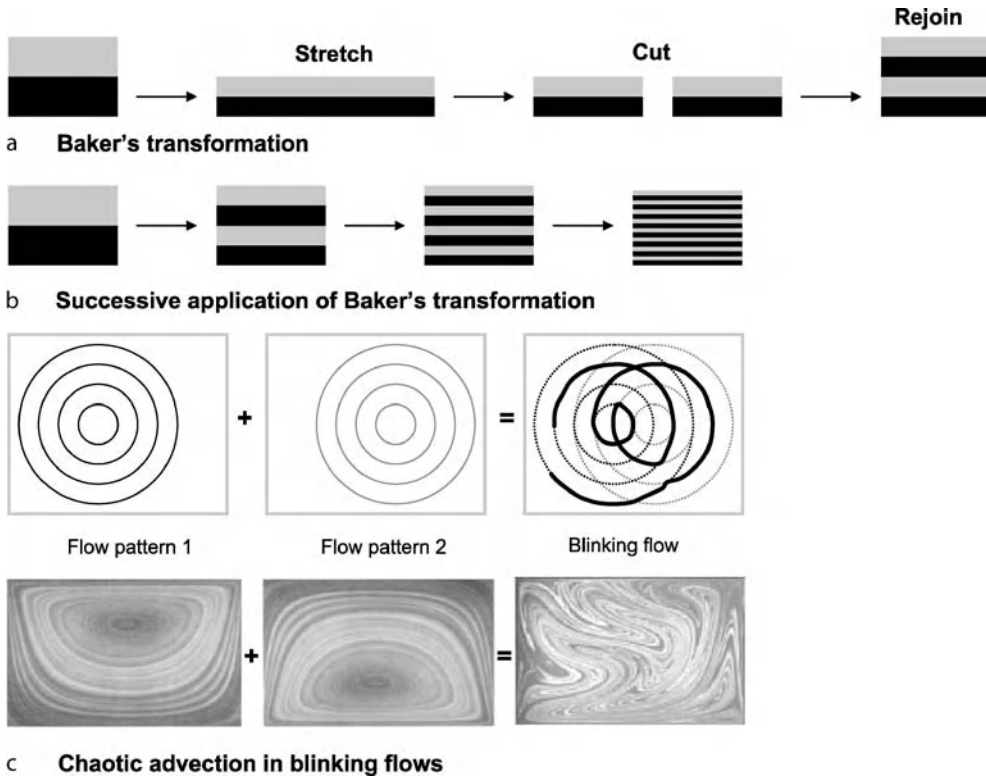 Rejoin
Stretch
Cut
a Baker's transformation
b Successive application of Baker's transformation
+
=
Flow pattern 1
Flow pattern 2
Blinking flow
+
=
c Chaotic advection in blinking flows